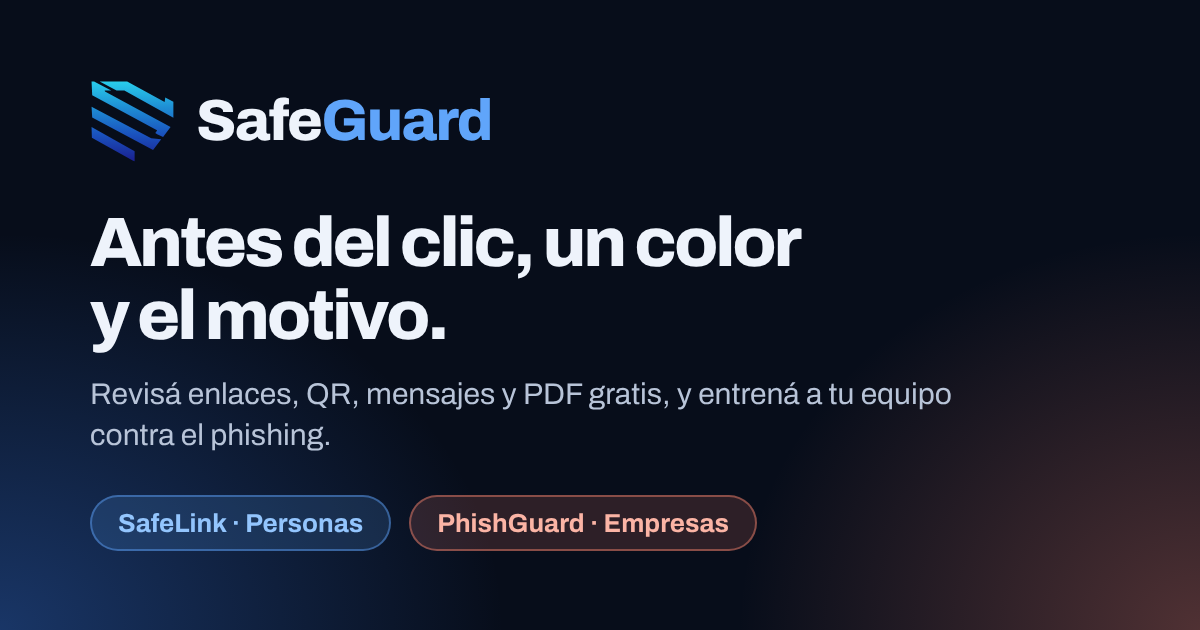 SafeGuard
Antes del clic, un color
y el motivo.
Revisá enlaces, QR, mensajes y PDF gratis, y entrená a tu equipo
contra el phishing.
SafeLink · Personas
PhishGuard · Empresas